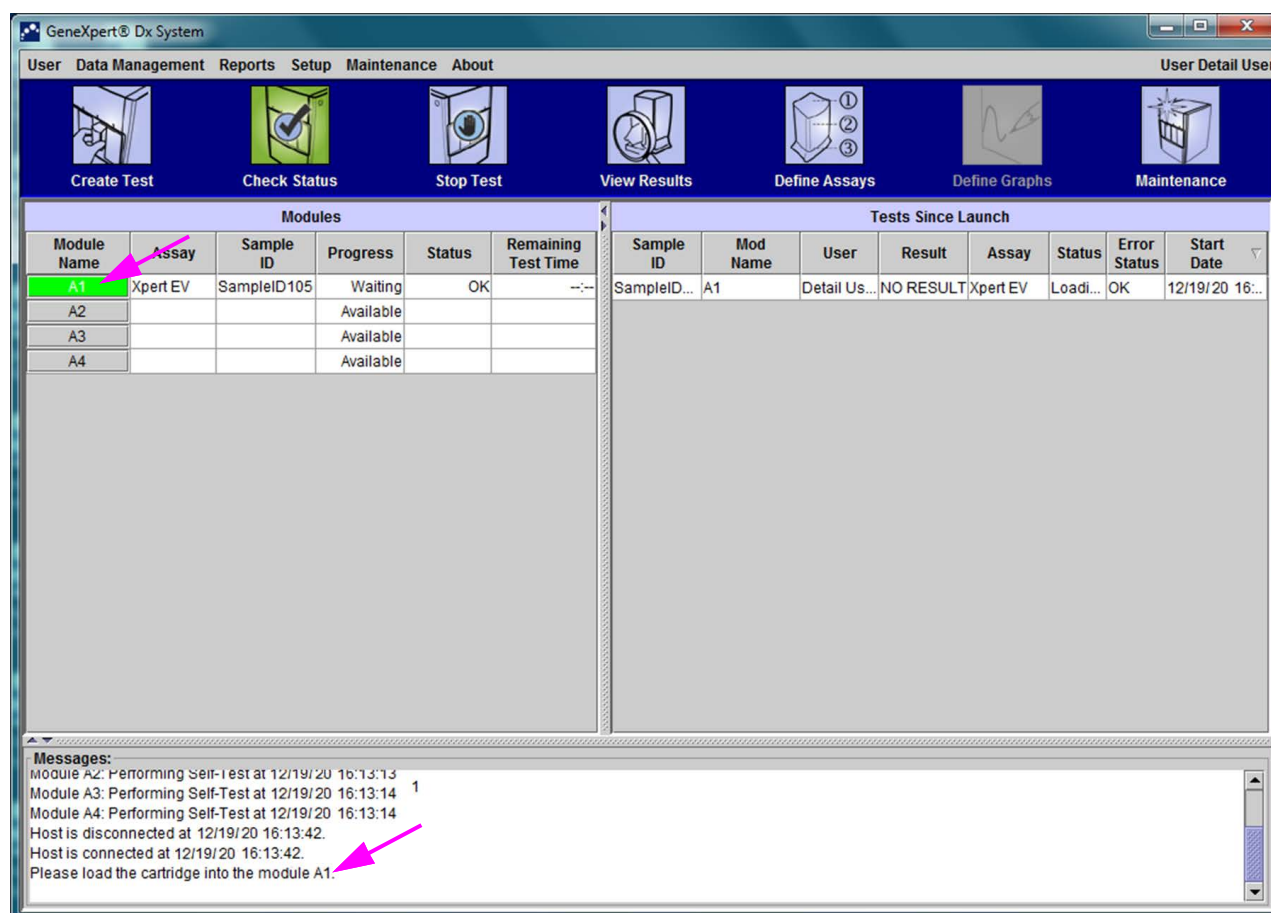 GeneXpert® Dx System
User Data Management Reports Setup Maintenance About User Detail User
Create Test Check Status Stop Test View Results Define Assays Define Graphs Maintenance
Modules
Module Name Assay Sample ID Progress Status Remaining Test Time
A1 Xpert EV SampleID105 Waiting OK --:--
A2 Available
A3 Available
A4 Available
Tests Since Launch
Sample ID Mod Name User Result Assay Status Error Status Start Date
SampleID... A1 Detail Us... NO RESULT Xpert EV Loadi... OK 12/19/20 16:..
Messages:
Module A2: Performing Self-Test at 12/19/20 16:13:13
Module A3: Performing Self-Test at 12/19/20 16:13:14
1
Module A4: Performing Self-Test at 12/19/20 16:13:14
Host is disconnected at 12/19/20 16:13:42.
Host is connected at 12/19/20 16:13:42.
Please load the cartridge into the module A1.